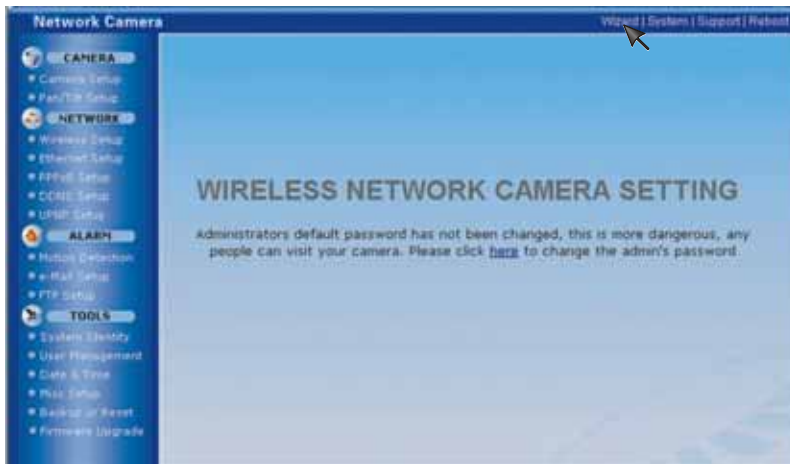 Network Camera
Wizard | System | Support | Reboot
CAMERA
Camera Setup
Pan/Tilt Setup
NETWORK
Wireless Setup
Ethernet Setup
PPPoE Setup
DDNS Setup
UPNP Setup
ALARM
Motion Detection
e-Mail Setup
FTP Setup
TOOLS
System Identity
User Management
Date & Time
Misc Setup
Backup or Reset
Firmware Upgrade
WIRELESS NETWORK CAMERA SETTING
Administrators default password has not been changed, this is more dangerous, any
people can visit your camera. Please click here to change the admin's password